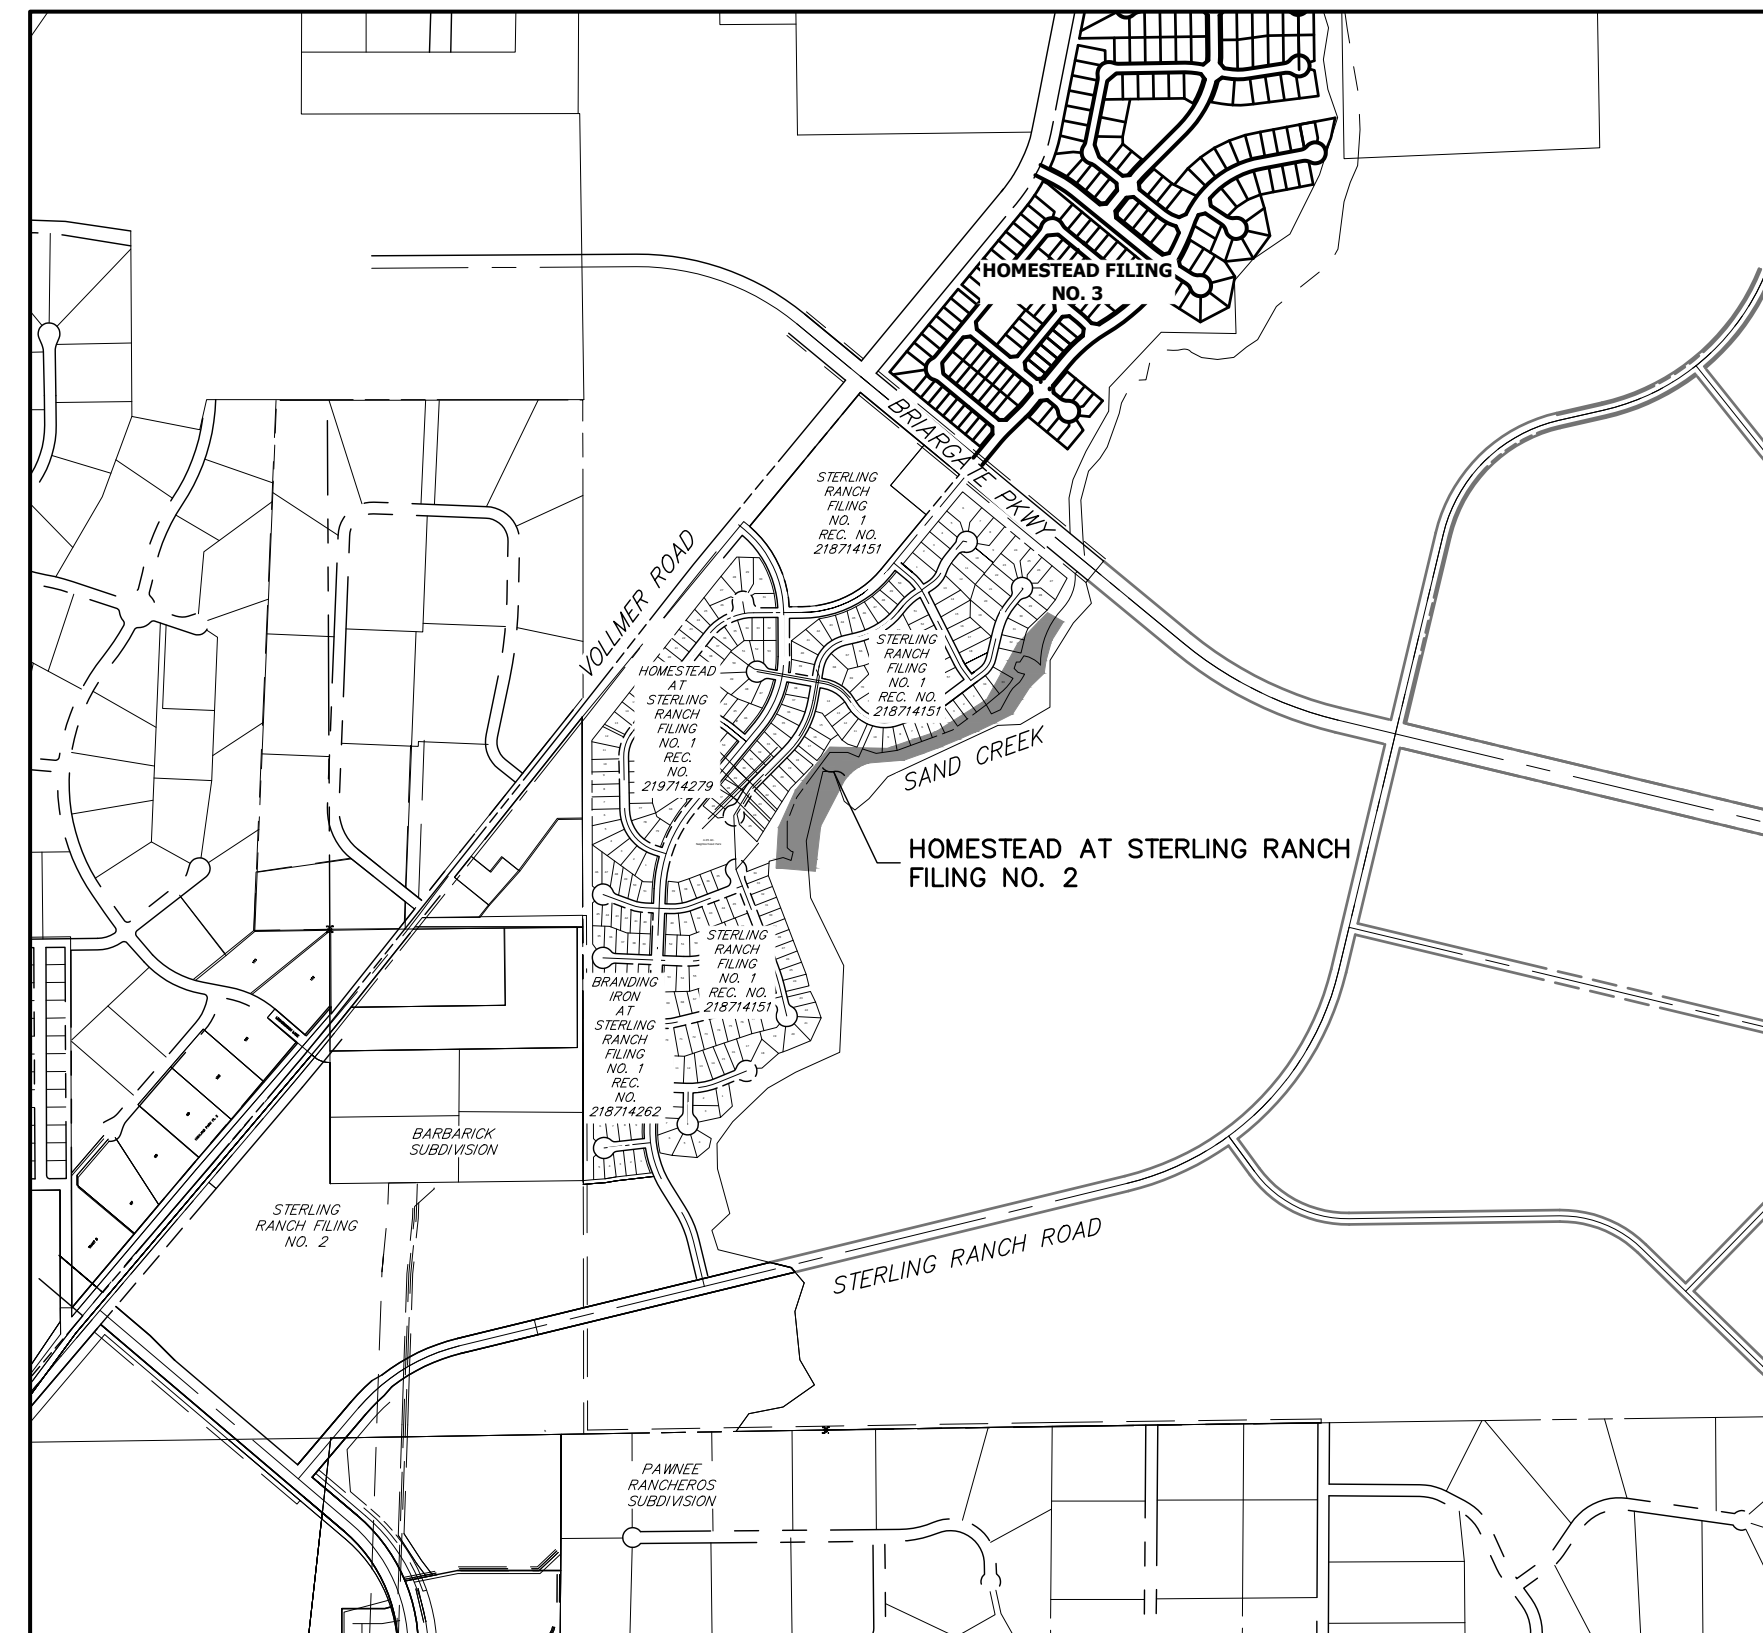 HOMESTEAD FILING
NO. 3
BRIARGATE PKWY
STERLING
RANCH
FILING
NO. 1
REC. NO.
218714151
VOLLMER ROAD
STERLING
RANCH
FILING
NO. 1
REC. NO.
218714151
HOMESTEAD
AT
STERLING
RANCH
FILING
NO. 1
REC.
NO.
219714279
SAND CREEK
HOMESTEAD AT STERLING RANCH
FILING NO. 2
STERLING
RANCH
FILING
NO. 1
REC. NO.
218714151
BRANDING
IRON
AT
STERLING
RANCH
FILING
NO. 1
REC.
NO.
218714262
BARBARICK
SUBDIVISION
STERLING
RANCH FILING
NO. 2
STERLING RANCH ROAD
PAWNEE
RANCHEROS
SUBDIVISION